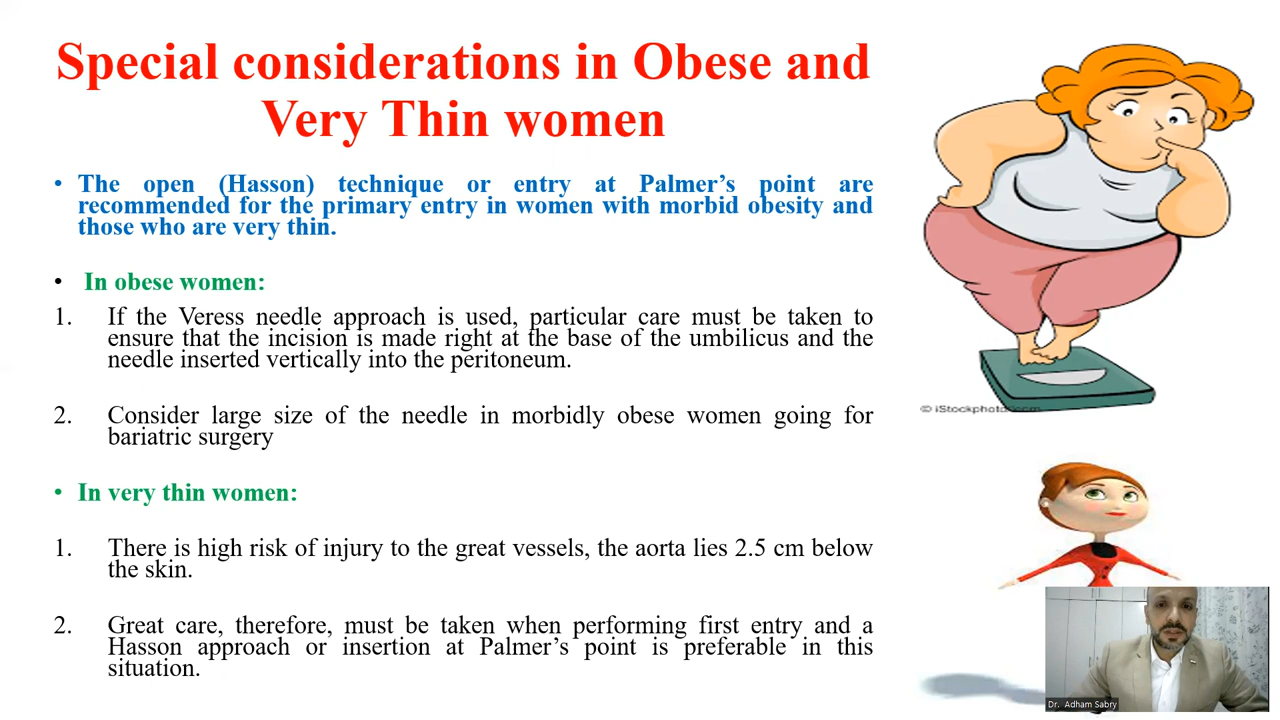 Special considerations in Obese and
Very Thin women
• The open (Hasson) technique or entry at Palmer’s point are
recommended for the primary entry in women with morbid obesity and
those who are very thin.
• In obese women:
1. If the Veress needle approach is used, particular care must be taken to
ensure that the incision is made right at the base of the umbilicus and the
needle inserted vertically into the peritoneum.
2. Consider large size of the needle in morbidly obese women going for
bariatric surgery
• In very thin women:
1. There is high risk of injury to the great vessels, the aorta lies 2.5 cm below
the skin.
2. Great care, therefore, must be taken when performing first entry and a
Hasson approach or insertion at Palmer’s point is preferable in this
situation.
© iStockphoto.com
Dr. Adham Sabry